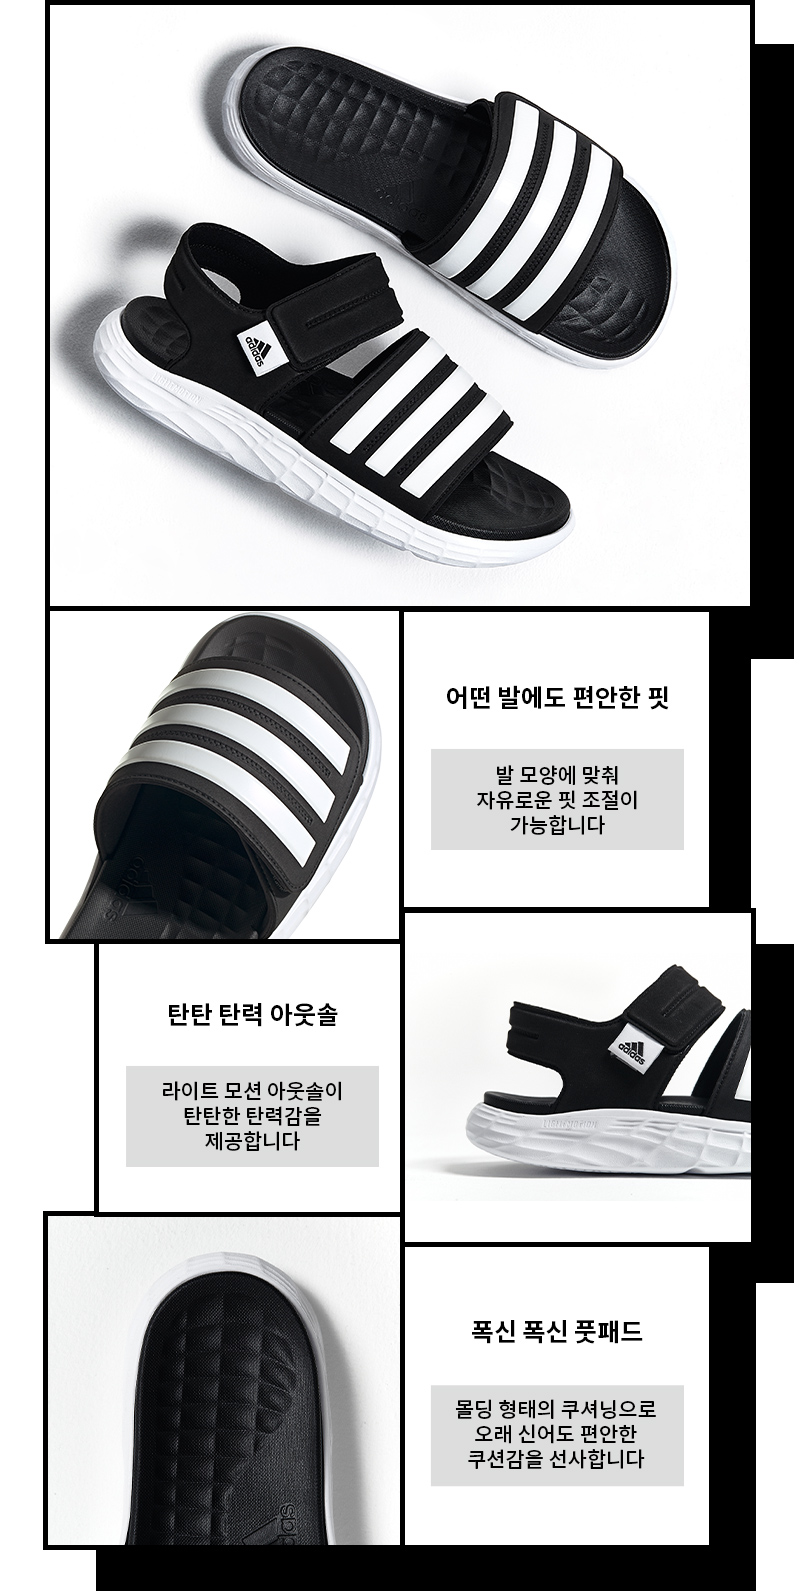 adidas
어떤 발에도 편안한 핏
발 모양에 맞춰
자유로운 핏 조절이
가능합니다
adidas
탄탄 탄력 아웃솔
라이트 모션 아웃솔이
탄탄한 탄력감을
제공합니다
adidas
폭신 폭신 풋패드
몰딩 형태의 쿠셔닝으로
오래 신어도 편안한
쿠션감을 선사합니다